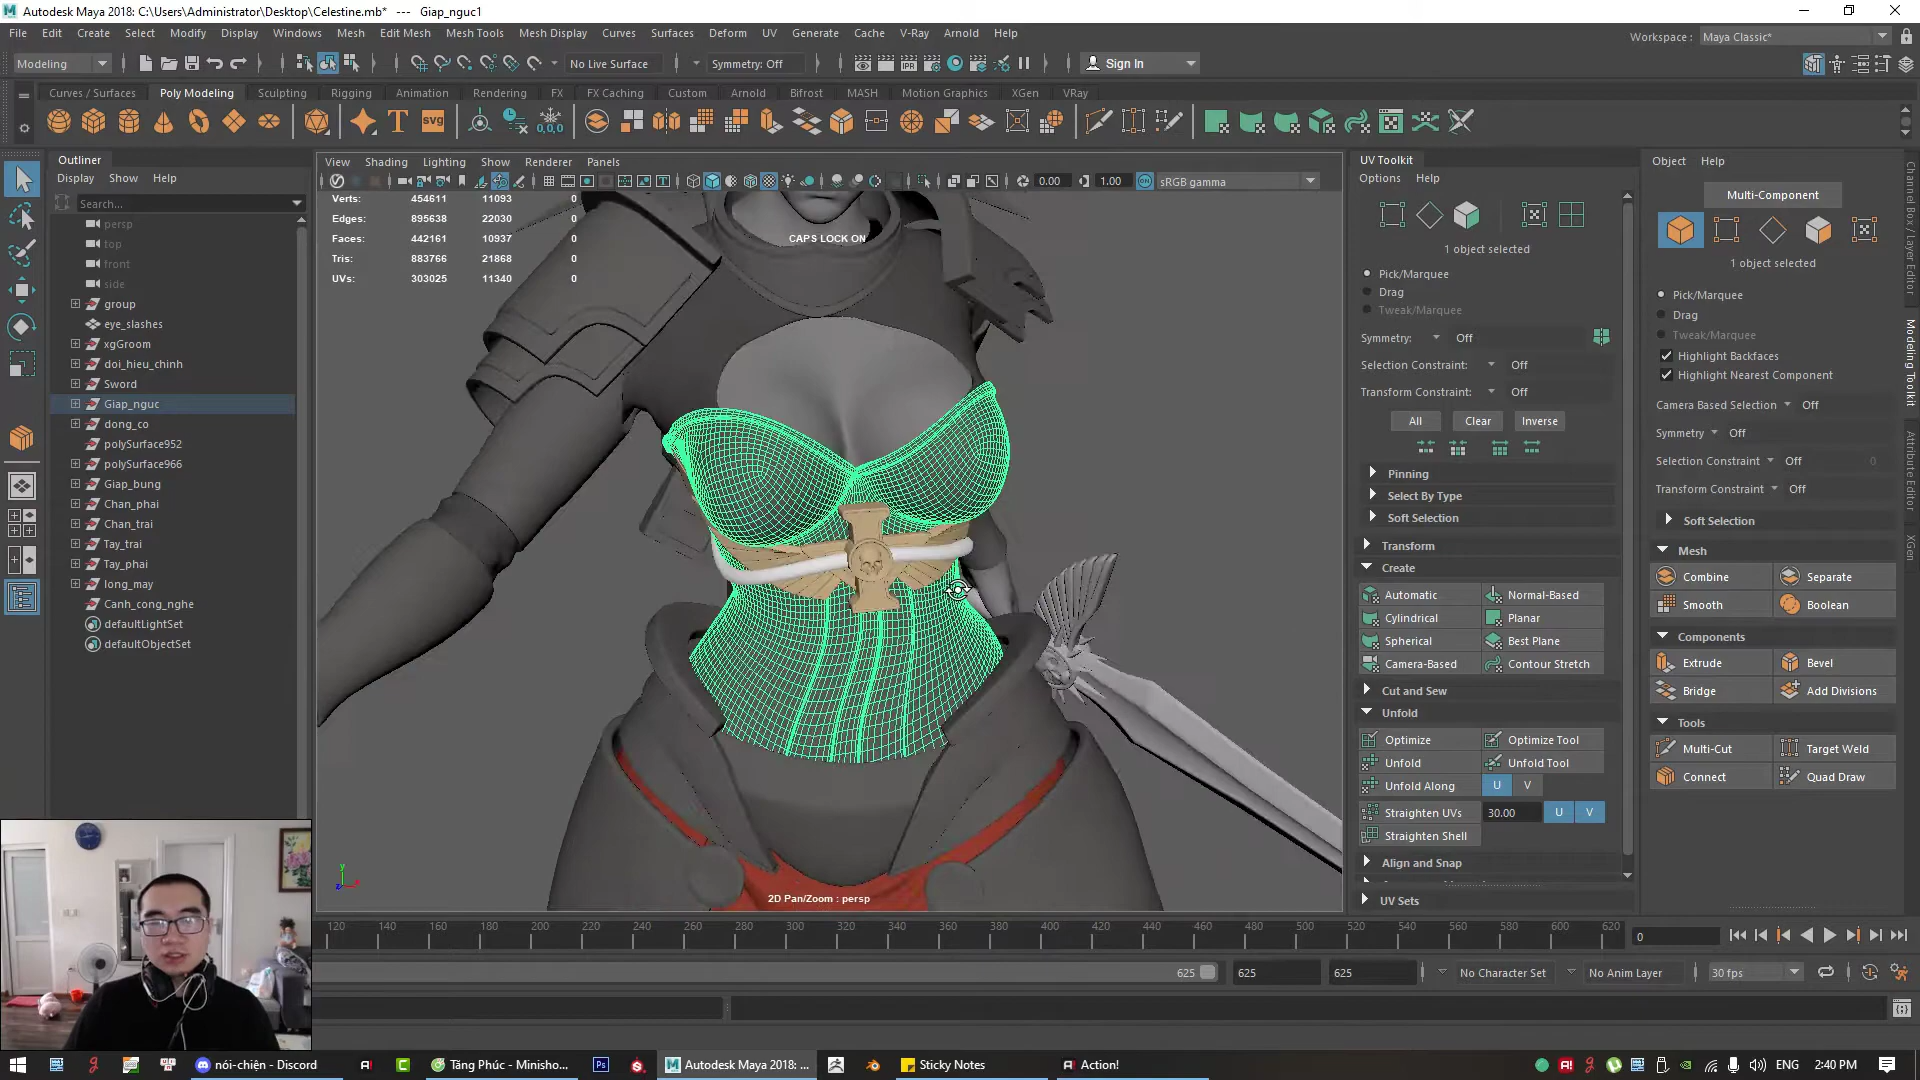 Autodesk Maya 2018: C:\Users\Administrator\Desktop\Celestine.mb* --- Giap_nguc1
File Edit Create Select Modify Display Windows Mesh Edit Mesh Mesh Tools Mesh Display Curves Surfaces Deform UV Generate Cache V-Ray Arnold Help
Workspace : Maya Classic*
Modeling No Live Surface Symmetry: Off Sign In
Curves / Surfaces Poly Modeling Sculpting Rigging Animation Rendering FX FX Caching Custom Arnold Bifrost MASH Motion Graphics XGen VRay
Outliner
Display Show Help
Search...
persp
top
front
side
group
eye_slashes
xgGroom
doi_hieu_chinh
Sword
Giap_nguc
dong_co
polySurface952
polySurface966
Giap_bung
Chan_phai
Chan_trai
Tay_trai
Tay_phai
long_may
Canh_cong_nghe
defaultLightSet
defaultObjectSet
View Shading Lighting Show Renderer Panels
0.00 1.00 sRGB gamma
Verts: 454611 11093 0
Edges: 895638 22030 0
Faces: 442161 10937 0
Tris: 883766 21868 0
UVs: 303025 11340 0
CAPS LOCK ON
2D Pan/Zoom : persp
UV Toolkit
Options Help
1 object selected
Pick/Marquee
Drag
Tweak/Marquee
Symmetry: Off
Selection Constraint: Off
Transform Constraint: Off
All Clear Inverse
Pinning
Select By Type
Soft Selection
Transform
Create
Automatic Normal-Based
Cylindrical Planar
Spherical Best Plane
Camera-Based Contour Stretch
Cut and Sew
Unfold
Optimize Optimize Tool
Unfold Unfold Tool
Unfold Along U V
Straighten UVs 30.00 U V
Straighten Shell
Align and Snap
UV Sets
Object Help
Multi-Component
1 object selected
Pick/Marquee
Drag
Tweak/Marquee
Highlight Backfaces
Highlight Nearest Component
Camera Based Selection Off
Symmetry Off
Selection Constraint Off 0
Transform Constraint Off
Soft Selection
Mesh
Combine Separate
Smooth Boolean
Components
Extrude Bevel
Bridge Add Divisions
Tools
Multi-Cut Target Weld
Connect Quad Draw
Channel Box / Layer Editor
Modeling Toolkit
Attribute Editor
XGen
120 140 160 180 200 220 240 260 280 300 320 340 360 380 400 420 440 460 480 500 520 540 560 580 600 620
0
625 625 625 No Character Set No Anim Layer 30 fps
nói-chiện - Discord Tăng Phúc - Minisho... Autodesk Maya 2018: ... Sticky Notes Action! ENG 2:40 PM